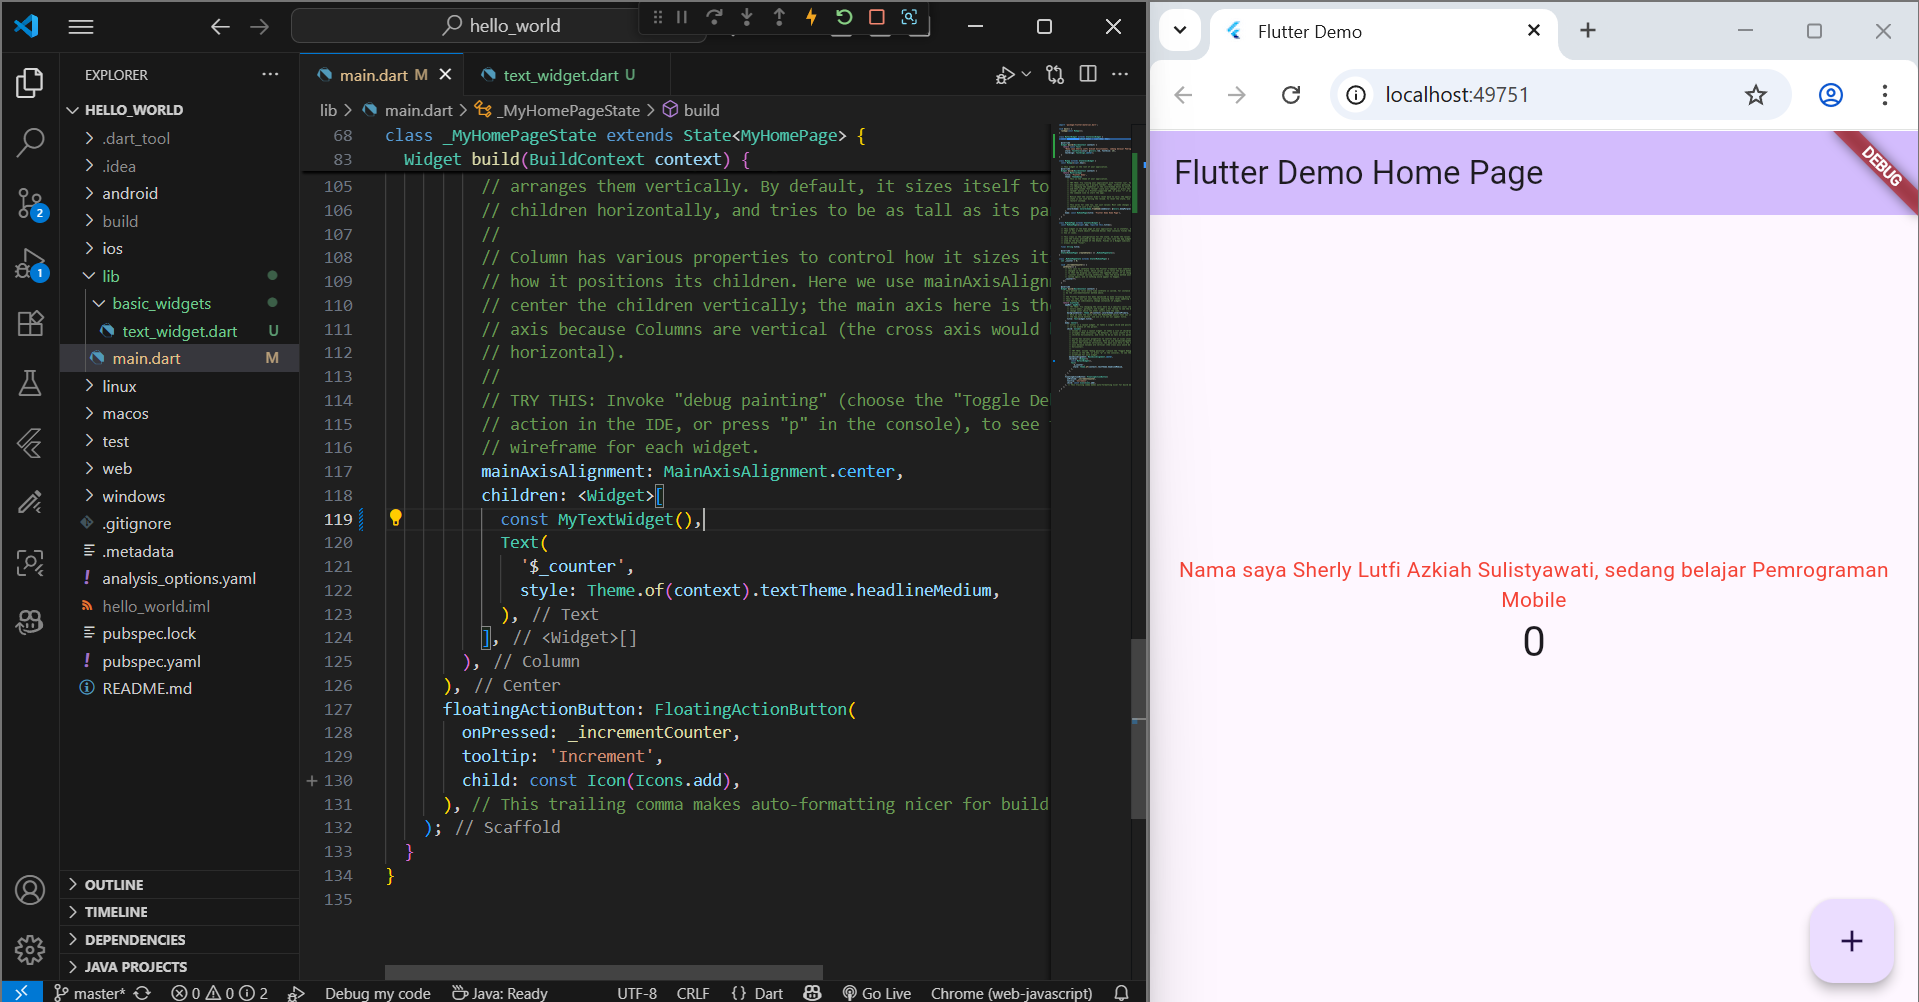 hello_world
EXPLORER
HELLO_WORLD
.dart_tool
.idea
android
build
ios
lib
basic_widgets
text_widget.dart U
main.dart M
linux
macos
test
web
windows
.gitignore
.metadata
analysis_options.yaml
hello_world.iml
pubspec.lock
pubspec.yaml
README.md
OUTLINE
TIMELINE
DEPENDENCIES
JAVA PROJECTS
2
1
main.dart M
text_widget.dart U
lib > main.dart > _MyHomePageState > build
68 class _MyHomePageState extends State<MyHomePage> {
83 Widget build(BuildContext context) {
105 // arranges them vertically. By default, it sizes itself to
106 // children horizontally, and tries to be as tall as its pa
107 //
108 // Column has various properties to control how it sizes it
109 // how it positions its children. Here we use mainAxisAlign
110 // center the children vertically; the main axis here is th
111 // axis because Columns are vertical (the cross axis would
112 // horizontal).
113 //
114 // TRY THIS: Invoke "debug painting" (choose the "Toggle De
115 // action in the IDE, or press "p" in the console), to see
116 // wireframe for each widget.
117 mainAxisAlignment: MainAxisAlignment.center,
118 children: <Widget>[
119 const MyTextWidget(),
120 Text(
121 '$_counter',
122 style: Theme.of(context).textTheme.headlineMedium,
123 ), // Text
124 ], // <Widget>[]
125 ), // Column
126 ), // Center
127 floatingActionButton: FloatingActionButton(
128 onPressed: _incrementCounter,
129 tooltip: 'Increment',
130 child: const Icon(Icons.add),
131 ), // This trailing comma makes auto-formatting nicer for build
132 ); // Scaffold
133 }
134 }
135
master* 0 0 2 Debug my code Java: Ready UTF-8 CRLF {} Dart Go Live Chrome (web-javascript)
Flutter Demo
localhost:49751
Flutter Demo Home Page
DEBUG
Nama saya Sherly Lutfi Azkiah Sulistyawati, sedang belajar Pemrograman
Mobile
0